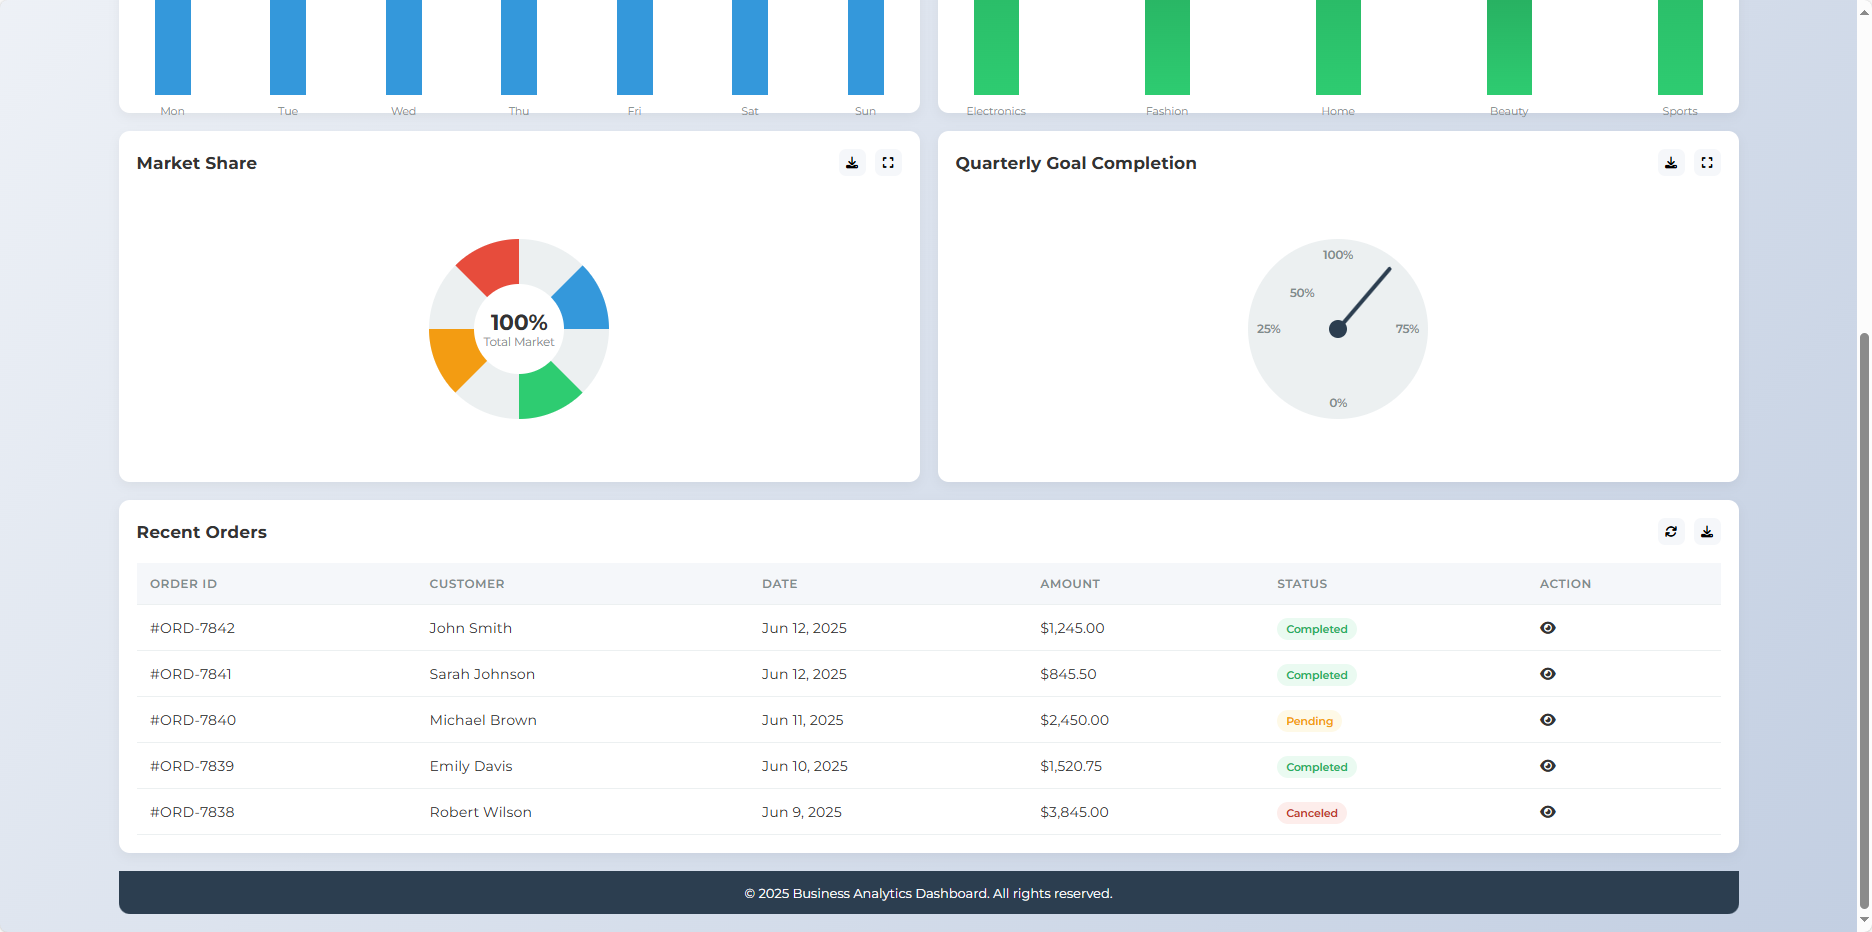 Mon Tue Wed Thu Fri Sat Sun
Electronics Fashion Home Beauty Sports
Market Share
100%
Total Market
Quarterly Goal Completion
100%
50%
25% 75%
0%
Recent Orders
ORDER ID CUSTOMER DATE AMOUNT STATUS ACTION
#ORD-7842 John Smith Jun 12, 2025 $1,245.00 Completed
#ORD-7841 Sarah Johnson Jun 12, 2025 $845.50 Completed
#ORD-7840 Michael Brown Jun 11, 2025 $2,450.00 Pending
#ORD-7839 Emily Davis Jun 10, 2025 $1,520.75 Completed
#ORD-7838 Robert Wilson Jun 9, 2025 $3,845.00 Canceled
© 2025 Business Analytics Dashboard. All rights reserved.